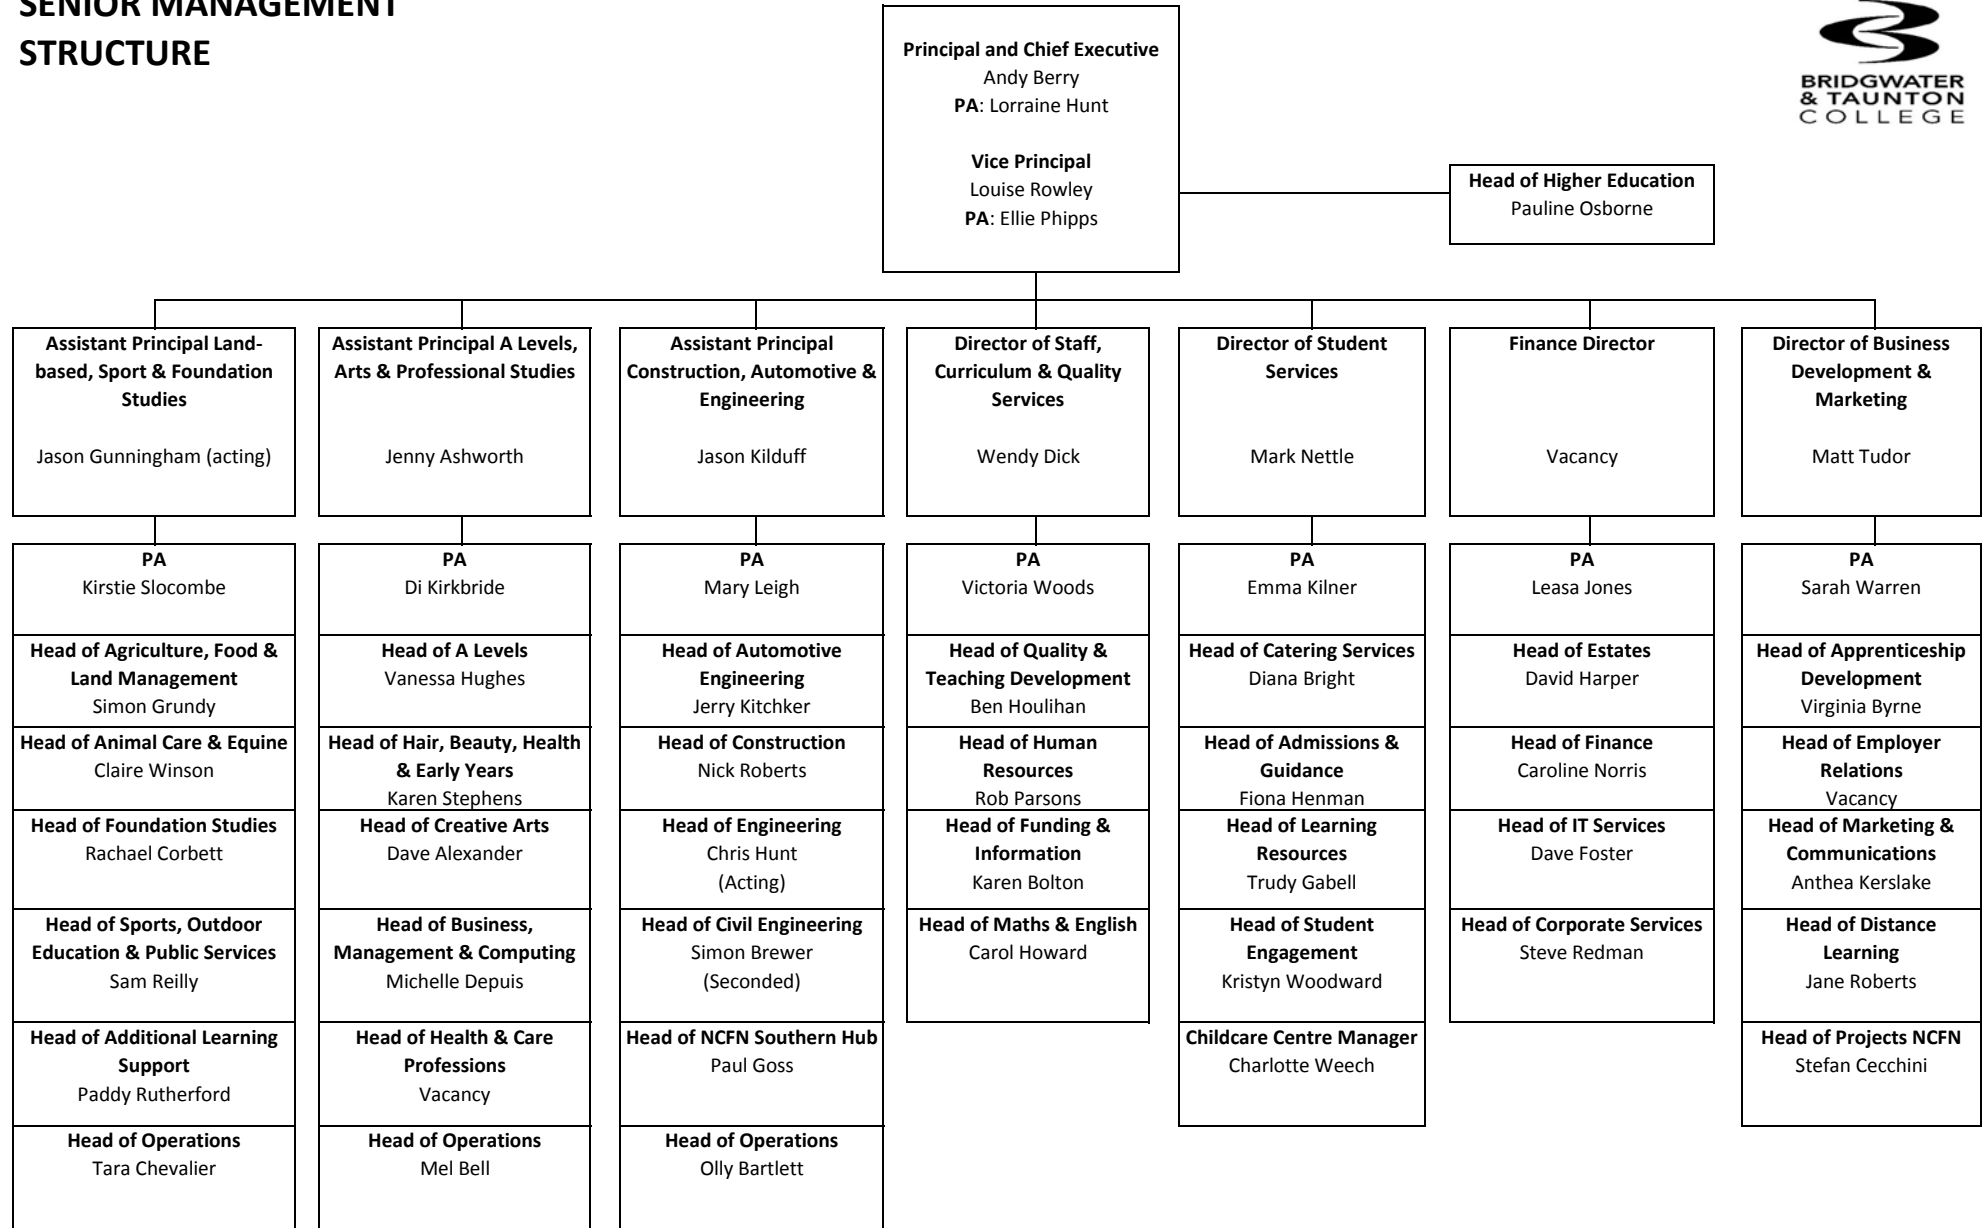 SENIOR MANAGEMENT
STRUCTURE
Principal and Chief Executive
Andy Berry
PA: Lorraine Hunt
Vice Principal
Louise Rowley
PA: Ellie Phipps
BRIDGWATER
& TAUNTON
COLLEGE
Head of Higher Education
Pauline Osborne
Assistant Principal Land-
based, Sport & Foundation
Studies
Jason Gunningham (acting)
Assistant Principal A Levels,
Arts & Professional Studies
Jenny Ashworth
Assistant Principal
Construction, Automotive &
Engineering
Jason Kilduff
Director of Staff,
Curriculum & Quality
Services
Wendy Dick
Director of Student
Services
Mark Nettle
Finance Director
Vacancy
Director of Business
Development &
Marketing
Matt Tudor
PA
Kirstie Slocombe
Head of Agriculture, Food &
Land Management
Simon Grundy
Head of Animal Care & Equine
Claire Winson
Head of Foundation Studies
Rachael Corbett
Head of Sports, Outdoor
Education & Public Services
Sam Reilly
Head of Additional Learning
Support
Paddy Rutherford
Head of Operations
Tara Chevalier
PA
Di Kirkbride
Head of A Levels
Vanessa Hughes
Head of Hair, Beauty, Health
& Early Years
Karen Stephens
Head of Creative Arts
Dave Alexander
Head of Business,
Management & Computing
Michelle Depuis
Head of Health & Care
Professions
Vacancy
Head of Operations
Mel Bell
PA
Mary Leigh
Head of Automotive
Engineering
Jerry Kitchker
Head of Construction
Nick Roberts
Head of Engineering
Chris Hunt
(Acting)
Head of Civil Engineering
Simon Brewer
(Seconded)
Head of NCFN Southern Hub
Paul Goss
Head of Operations
Olly Bartlett
PA
Victoria Woods
Head of Quality &
Teaching Development
Ben Houlihan
Head of Human
Resources
Rob Parsons
Head of Funding &
Information
Karen Bolton
Head of Maths & English
Carol Howard
PA
Emma Kilner
Head of Catering Services
Diana Bright
Head of Admissions &
Guidance
Fiona Henman
Head of Learning
Resources
Trudy Gabell
Head of Student
Engagement
Kristyn Woodward
Childcare Centre Manager
Charlotte Weech
PA
Leasa Jones
Head of Estates
David Harper
Head of Finance
Caroline Norris
Head of IT Services
Dave Foster
Head of Corporate Services
Steve Redman
PA
Sarah Warren
Head of Apprenticeship
Development
Virginia Byrne
Head of Employer
Relations
Vacancy
Head of Marketing &
Communications
Anthea Kerslake
Head of Distance
Learning
Jane Roberts
Head of Projects NCFN
Stefan Cecchini